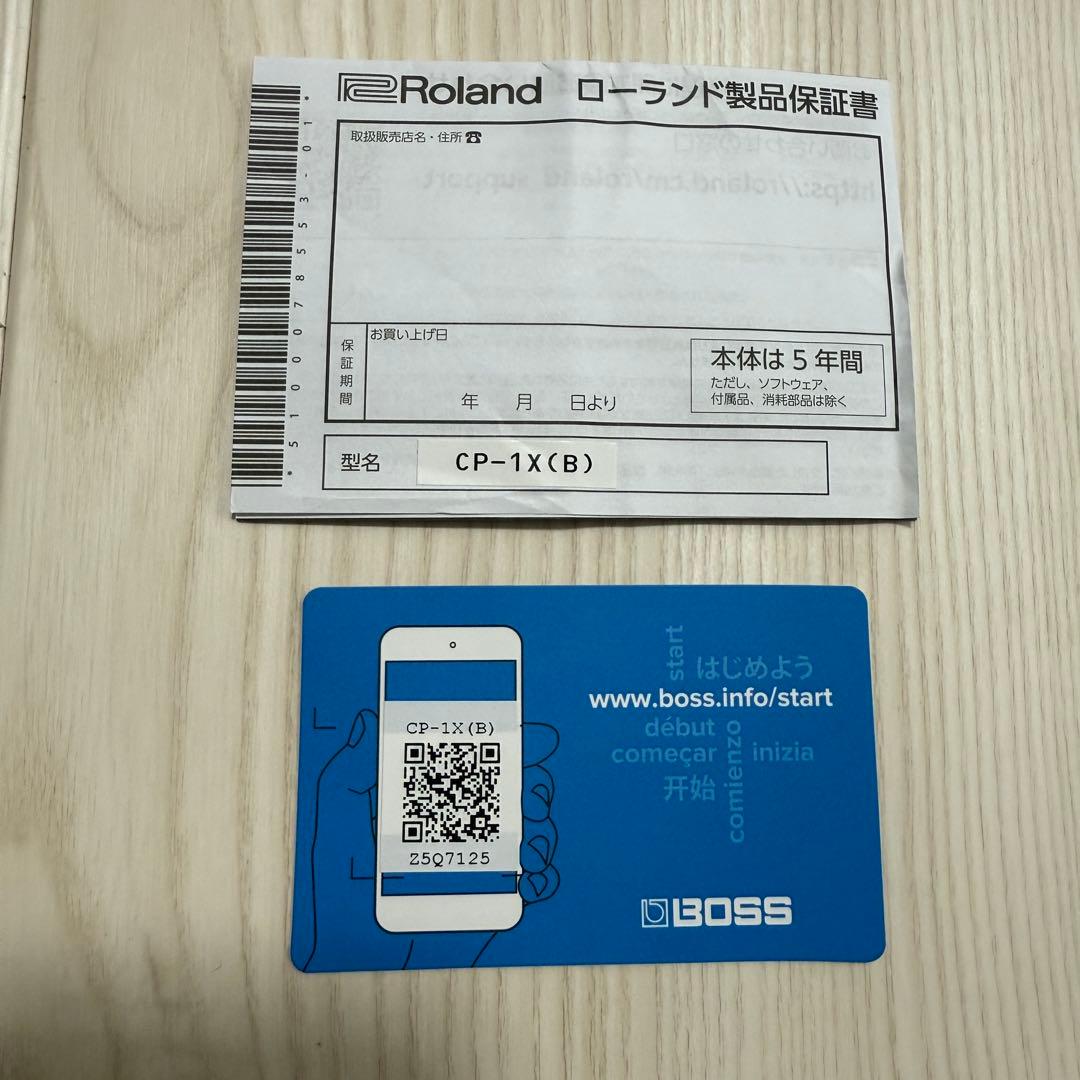 Roland ローランド製品保証書
取扱販売店名・住所☎
お買い上げ日
保証期間
年 月 日より
本体は5年間
ただし、ソフトウェア、
付属品、消耗部品は除く
型名 CP-1X(B)
*5100078553-01*
start
はじめよう
www.boss.info/start
début
começar
comienzo
inizia
开始
CP-1X(B)
Z5Q7125
BOSS